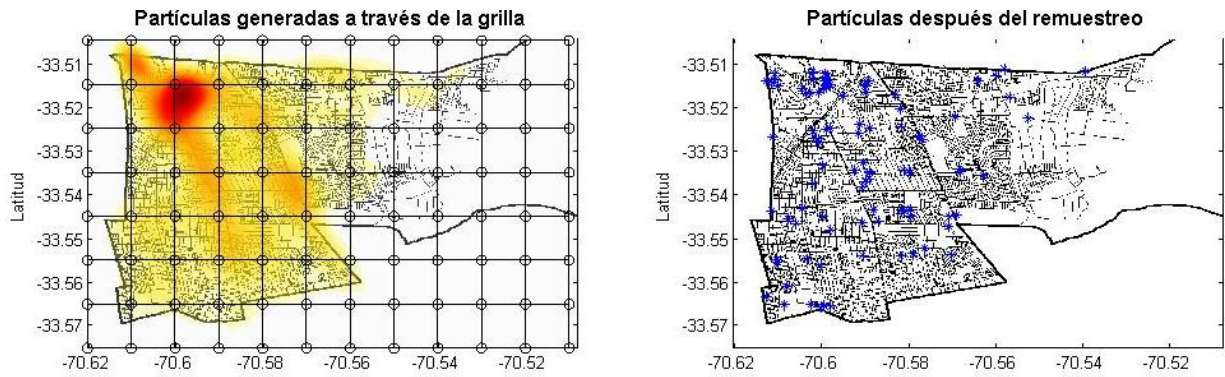 Partículas generadas a través de la grilla
-33.51
-33.52
-33.53
-33.54
-33.55
-33.56
-33.57
Latitud
-70.62 -70.6 -70.58 -70.56 -70.54 -70.52
Partículas después del remuestreo
-33.51
-33.52
-33.53
-33.54
-33.55
-33.56
-33.57
Latitud
-70.62 -70.6 -70.58 -70.56 -70.54 -70.52